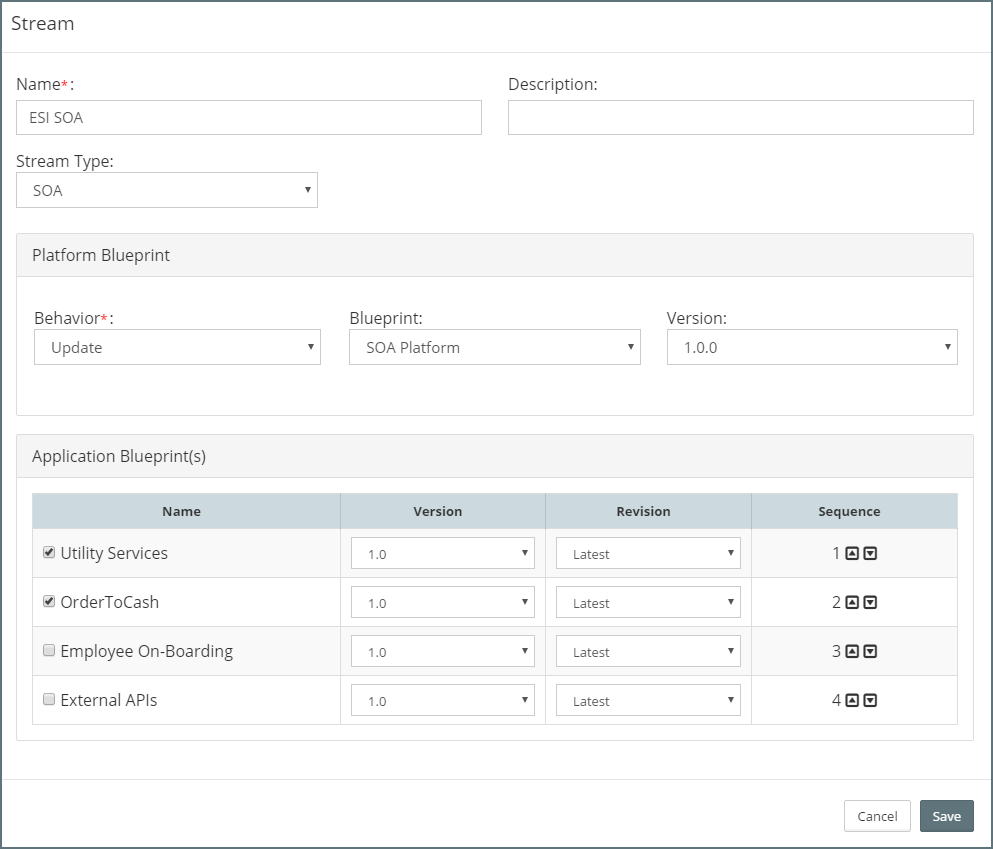 Stream
Name*: Description:
ESI SOA
Stream Type:
SOA
Platform Blueprint
Behavior*: Blueprint: Version:
Update SOA Platform 1.0.0
Application Blueprint(s)
Name Version Revision Sequence
Utility Services 1.0 Latest 1
OrderToCash 1.0 Latest 2
Employee On-Boarding 1.0 Latest 3
External APIs 1.0 Latest 4
Cancel Save